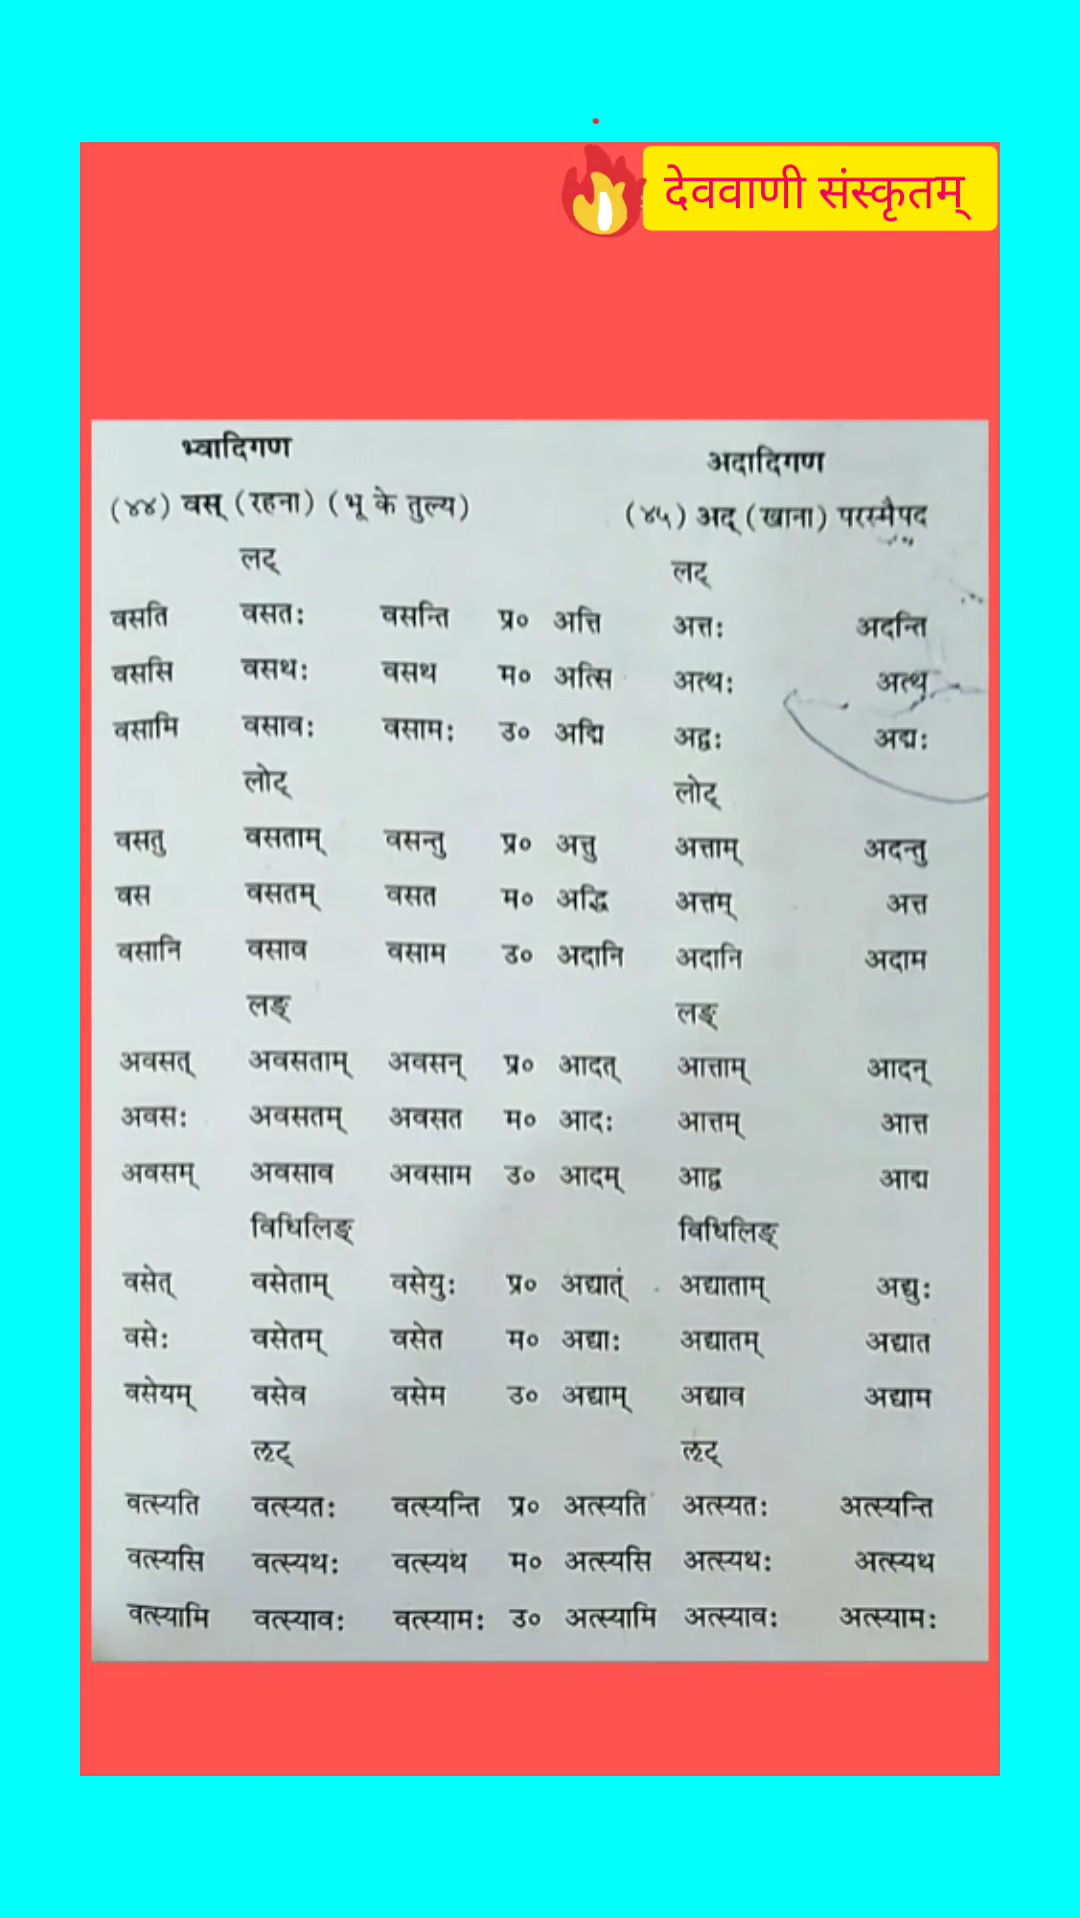 देववाणी संस्कृतम्
भ्वादिगण अदादिगण
(४४) वस् (रहना) (भू के तुल्य) (४५) अद् (खाना) परस्मैपद
लट् लट्
वसति वसतः वसन्ति प्र० अत्ति अत्तः अदन्ति
वससि वसथः वसथ म० अत्सि अत्थः अत्थ
वसामि वसावः वसामः उ० अद्मि अद्वः अद्मः
लोट् लोट्
वसतु वसताम् वसन्तु प्र० अत्तु अत्ताम् अदन्तु
वस वसतम् वसत म० अद्धि अत्तम् अत्त
वसानि वसाव वसाम उ० अदानि अदानि अदाम
लङ् लङ्
अवसत् अवसताम् अवसन् प्र० आदत् आत्ताम् आदन्
अवसः अवसतम् अवसत म० आदः आत्तम् आत्त
अवसम् अवसाव अवसाम उ० आदम् आद्व आद्म
विधिलिङ् विधिलिङ्
वसेत् वसेताम् वसेयुः प्र० अद्यात् अद्याताम् अद्युः
वसेः वसेतम् वसेत म० अद्याः अद्यातम् अद्यात
वसेयम् वसेव वसेम उ० अद्याम् अद्याव अद्याम
लृट् लृट्
वत्स्यति वत्स्यतः वत्स्यन्ति प्र० अत्स्यति अत्स्यतः अत्स्यन्ति
वत्स्यसि वत्स्यथः वत्स्यथ म० अत्स्यसि अत्स्यथः अत्स्यथ
वत्स्यामि वत्स्यावः वत्स्यामः उ० अत्स्यामि अत्स्यावः अत्स्यामः